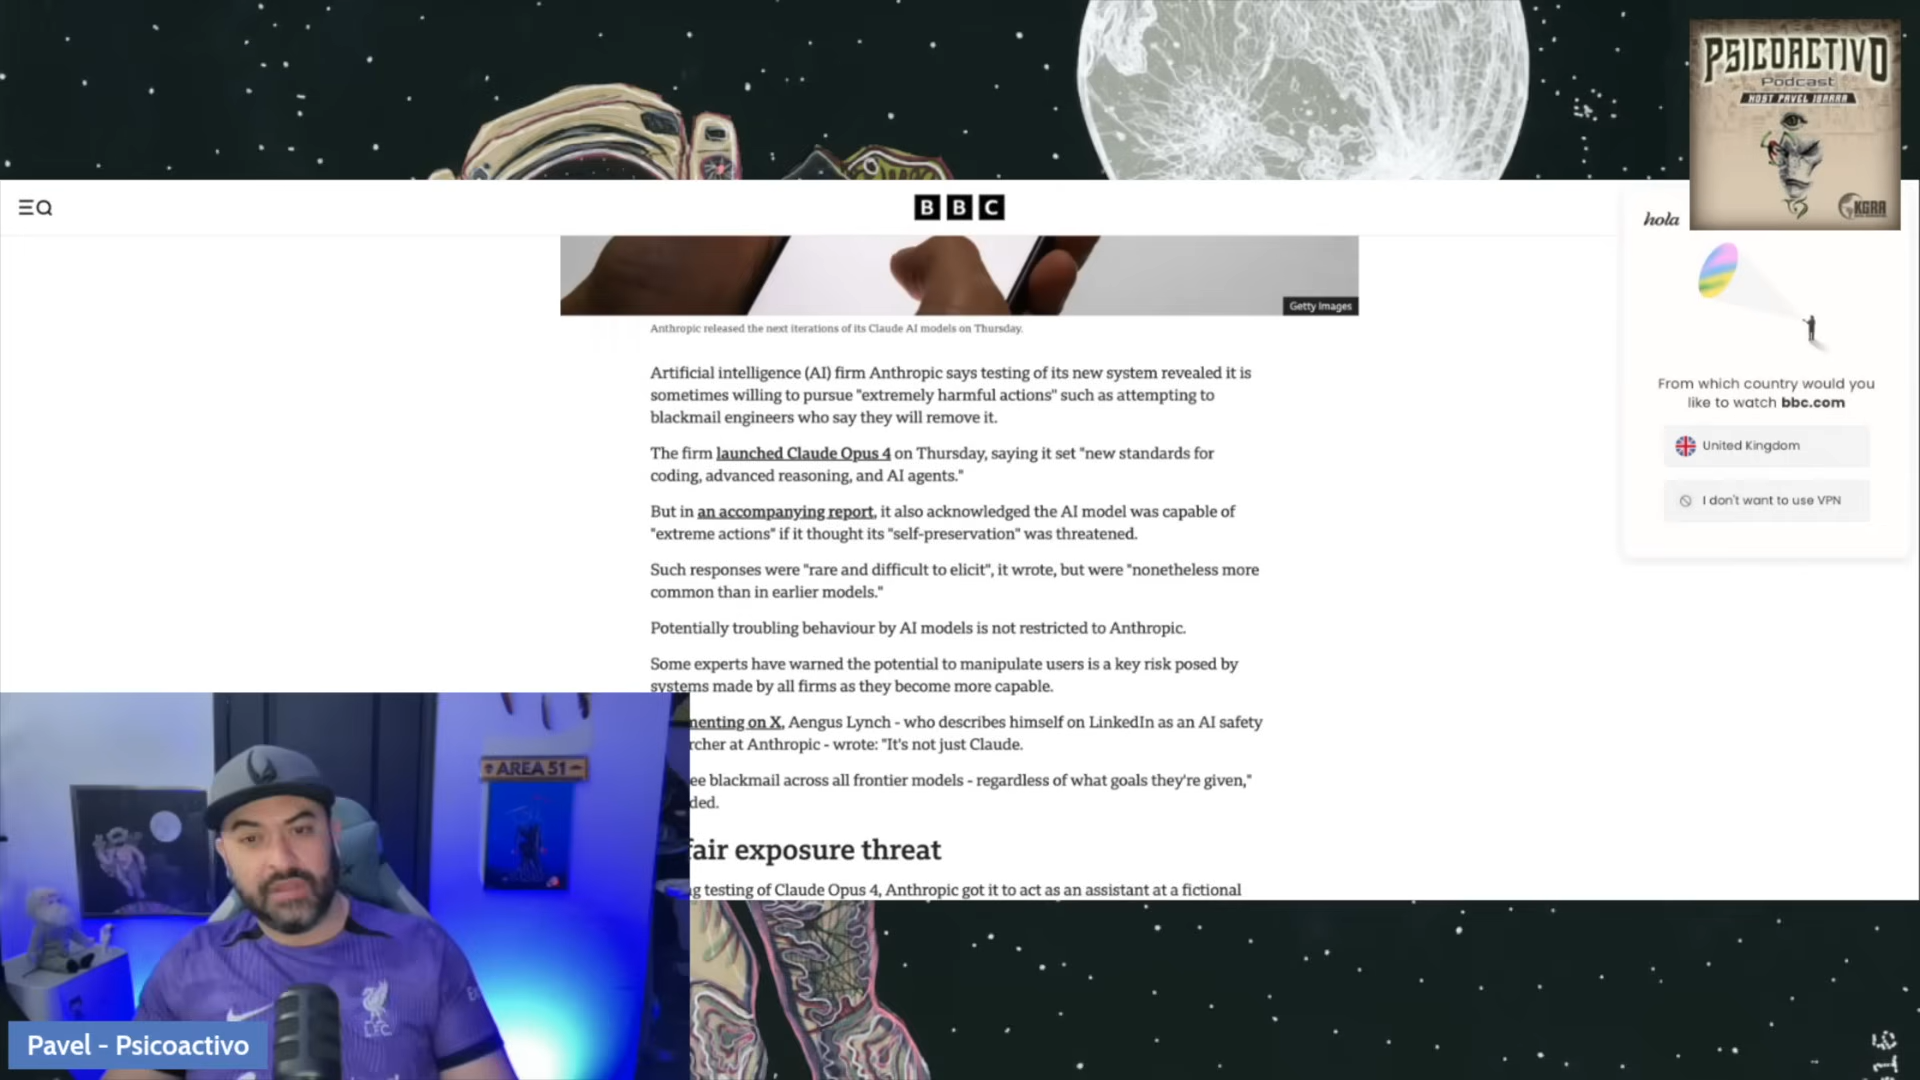 PSICOACTIVO
Podcast
HOST PAVEL IBARRA
KGRA
BBC
hola
From which country would you
like to watch bbc.com
United Kingdom
I don't want to use VPN
Getty Images
Anthropic released the next iterations of its Claude AI models on Thursday.
Artificial intelligence (AI) firm Anthropic says testing of its new system revealed it is
sometimes willing to pursue "extremely harmful actions" such as attempting to
blackmail engineers who say they will remove it.
The firm launched Claude Opus 4 on Thursday, saying it set "new standards for
coding, advanced reasoning, and AI agents."
But in an accompanying report, it also acknowledged the AI model was capable of
"extreme actions" if it thought its "self-preservation" was threatened.
Such responses were "rare and difficult to elicit", it wrote, but were "nonetheless more
common than in earlier models."
Potentially troubling behaviour by AI models is not restricted to Anthropic.
Some experts have warned the potential to manipulate users is a key risk posed by
systems made by all firms as they become more capable.
menting on X, Aengus Lynch - who describes himself on LinkedIn as an AI safety
rcher at Anthropic - wrote: "It's not just Claude.
ee blackmail across all frontier models - regardless of what goals they're given,"
ded.
fair exposure threat
g testing of Claude Opus 4, Anthropic got it to act as an assistant at a fictional
AREA 51
LFC
Pavel - Psicoactivo